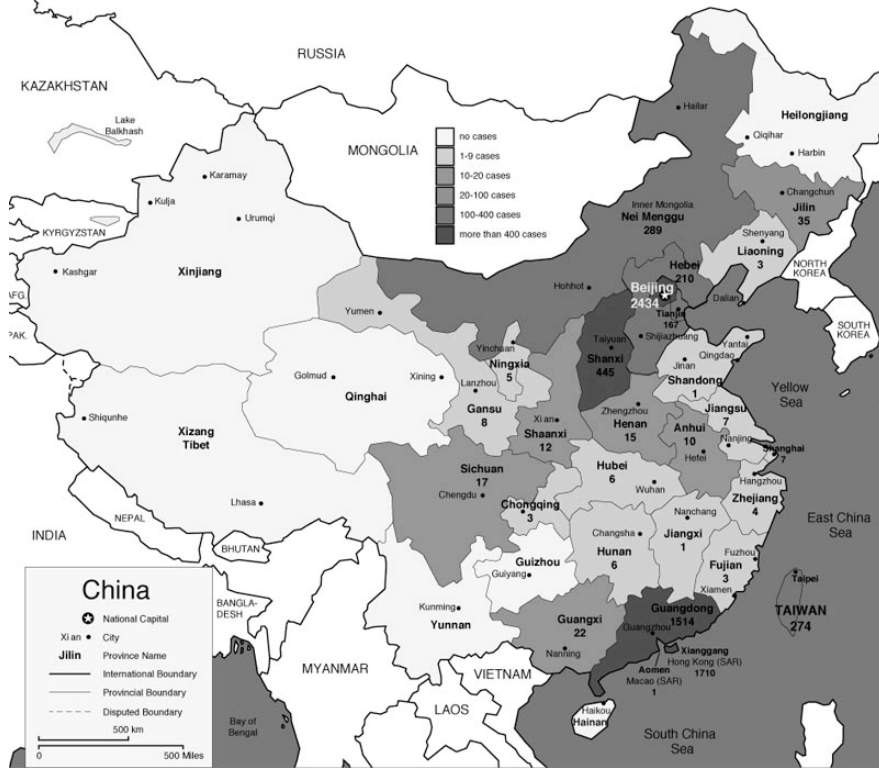 RUSSIA
KAZAKHSTAN
Lake
Balkhash
MONGOLIA
no cases
1-9 cases
10-20 cases
20-100 cases
100-400 cases
more than 400 cases
Hailar
Heilongjiang
Qiqihar
Harbin
Karamay
Kulja
Urumqi
KYRGYZSTAN
Kashgar
Xinjiang
AFG.
PAK.
Inner Mongolia
Nei Menggu
289
Changchun
Jilin
35
Shenyang
Liaoning
3
NORTH
KOREA
SOUTH
KOREA
Hohhot
Hebei
210
Beijing
2434
Tianjin
167
Dalian
Shijiazhuang
Yumen
Yinchuan
Ningxia
5
Taiyuan
Shanxi
445
Yantai
Qingdao
Jinan
Shandong
1
Yellow
Sea
Golmud
Xining
Qinghai
Lanzhou
Gansu
8
Xi an
Shaanxi
12
Zhengzhou
Henan
15
Anhui
10
Hefei
Jiangsu
7
Nanjing
Shanghai
7
Shiqunhe
Xizang
Tibet
Lhasa
Sichuan
17
Chengdu
Chongqing
3
Hubei
6
Wuhan
Hangzhou
Zhejiang
4
East China
Sea
INDIA
NEPAL
BHUTAN
BANGLA-
DESH
Guizhou
Guiyang
Changsha
Hunan
6
Nanchang
Jiangxi
1
Fuzhou
Fujian
3
Xiamen
Taipei
TAIWAN
274
Kunming
Yunnan
Guangxi
22
Nanning
Guangdong
1514
Guangzhou
Xianggang
Hong Kong (SAR)
1710
Aomen
Macao (SAR)
1
MYANMAR
VIETNAM
LAOS
Haikou
Hainan
South China
Sea
Bay of
Bengal
China
National Capital
Xi an City
Jilin Province Name
International Boundary
Provincial Boundary
Disputed Boundary
500 km
0 500 Miles